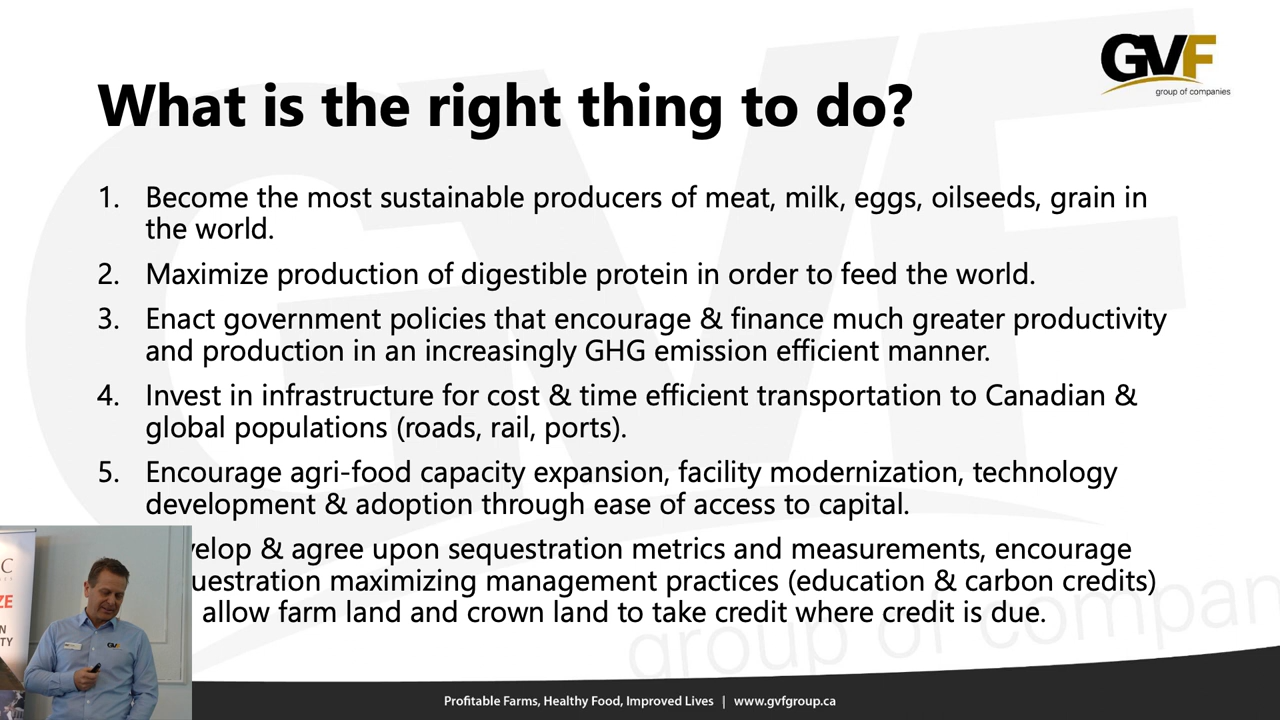 GVF
group of companies
What is the right thing to do?
1. Become the most sustainable producers of meat, milk, eggs, oilseeds, grain in
the world.
2. Maximize production of digestible protein in order to feed the world.
3. Enact government policies that encourage & finance much greater productivity
and production in an increasingly GHG emission efficient manner.
4. Invest in infrastructure for cost & time efficient transportation to Canadian &
global populations (roads, rail, ports).
5. Encourage agri-food capacity expansion, facility modernization, technology
development & adoption through ease of access to capital.
velop & agree upon sequestration metrics and measurements, encourage
uestration maximizing management practices (education & carbon credits)
allow farm land and crown land to take credit where credit is due.
group of compan
C
ZE
N
TY
GVF
Profitable Farms, Healthy Food, Improved Lives | www.gvfgroup.ca